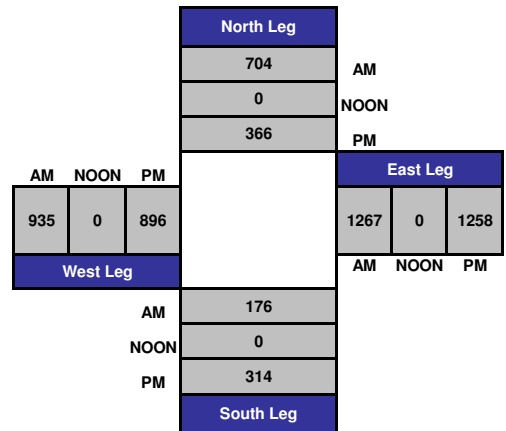 North Leg
704 AM
0 NOON
366 PM
AM NOON PM
East Leg
935 0 896
1267 0 1258
West Leg
AM NOON PM
AM 176
NOON 0
PM 314
South Leg